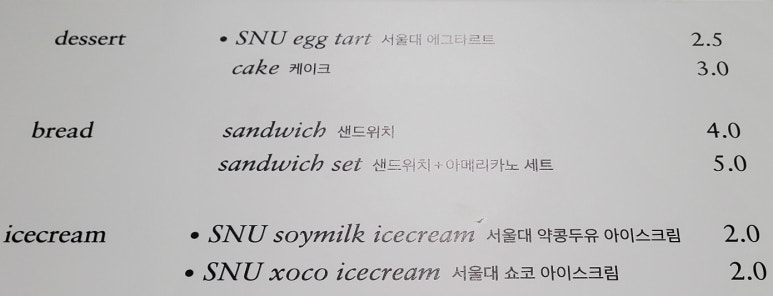 dessert • SNU egg tart 서울대 에그타르트 2.5
cake 케이크 3.0
bread sandwich 샌드위치 4.0
sandwich set 샌드위치+아메리카노 세트 5.0
icecream • SNU soymilk icecream 서울대 약콩두유 아이스크림 2.0
• SNU xoco icecream 서울대 쇼코 아이스크림 2.0